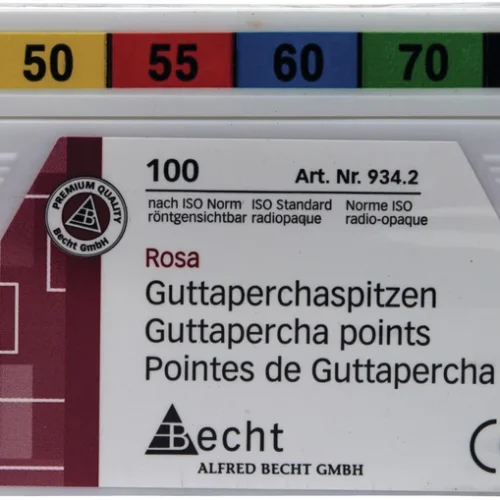 50 55 60 70
100 Art. Nr. 934.2
nach ISO Norm ISO Standard Norme ISO
röntgensichtbar radiopaque radio-opaque
PREMIUM QUALITY
Becht GmbH
Rosa
Guttaperchaspitzen
Guttapercha points
Pointes de Guttapercha
Becht
ALFRED BECHT GMBH